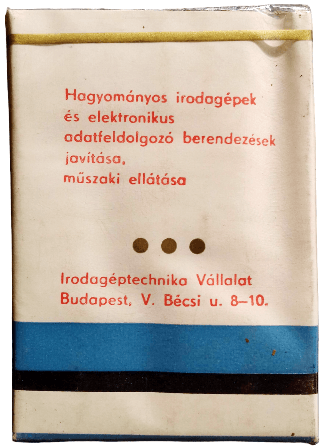 Hagyományos irodagépek
és elektronikus
adatfeldolgozó berendezések
javítása,
műszaki ellátása
Irodagéptechnika Vállalat
Budapest, V. Bécsi u. 8–10.